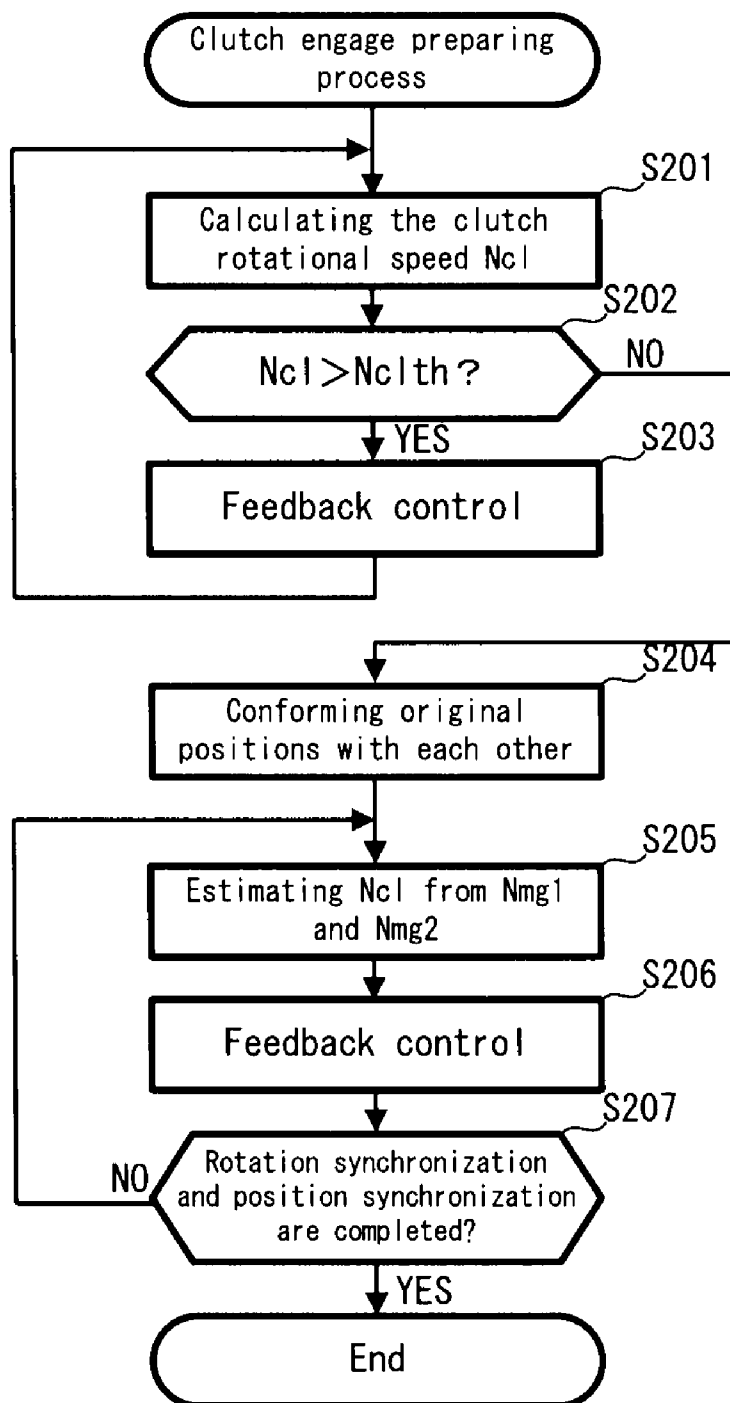 Clutch engage preparing
process
S201
Calculating the clutch
rotational speed Ncl
S202
Ncl>Nclth?
NO
YES
S203
Feedback control
S204
Conforming original
positions with each other
S205
Estimating Ncl from Nmg1
and Nmg2
S206
Feedback control
S207
Rotation synchronization
and position synchronization
are completed?
NO
YES
End